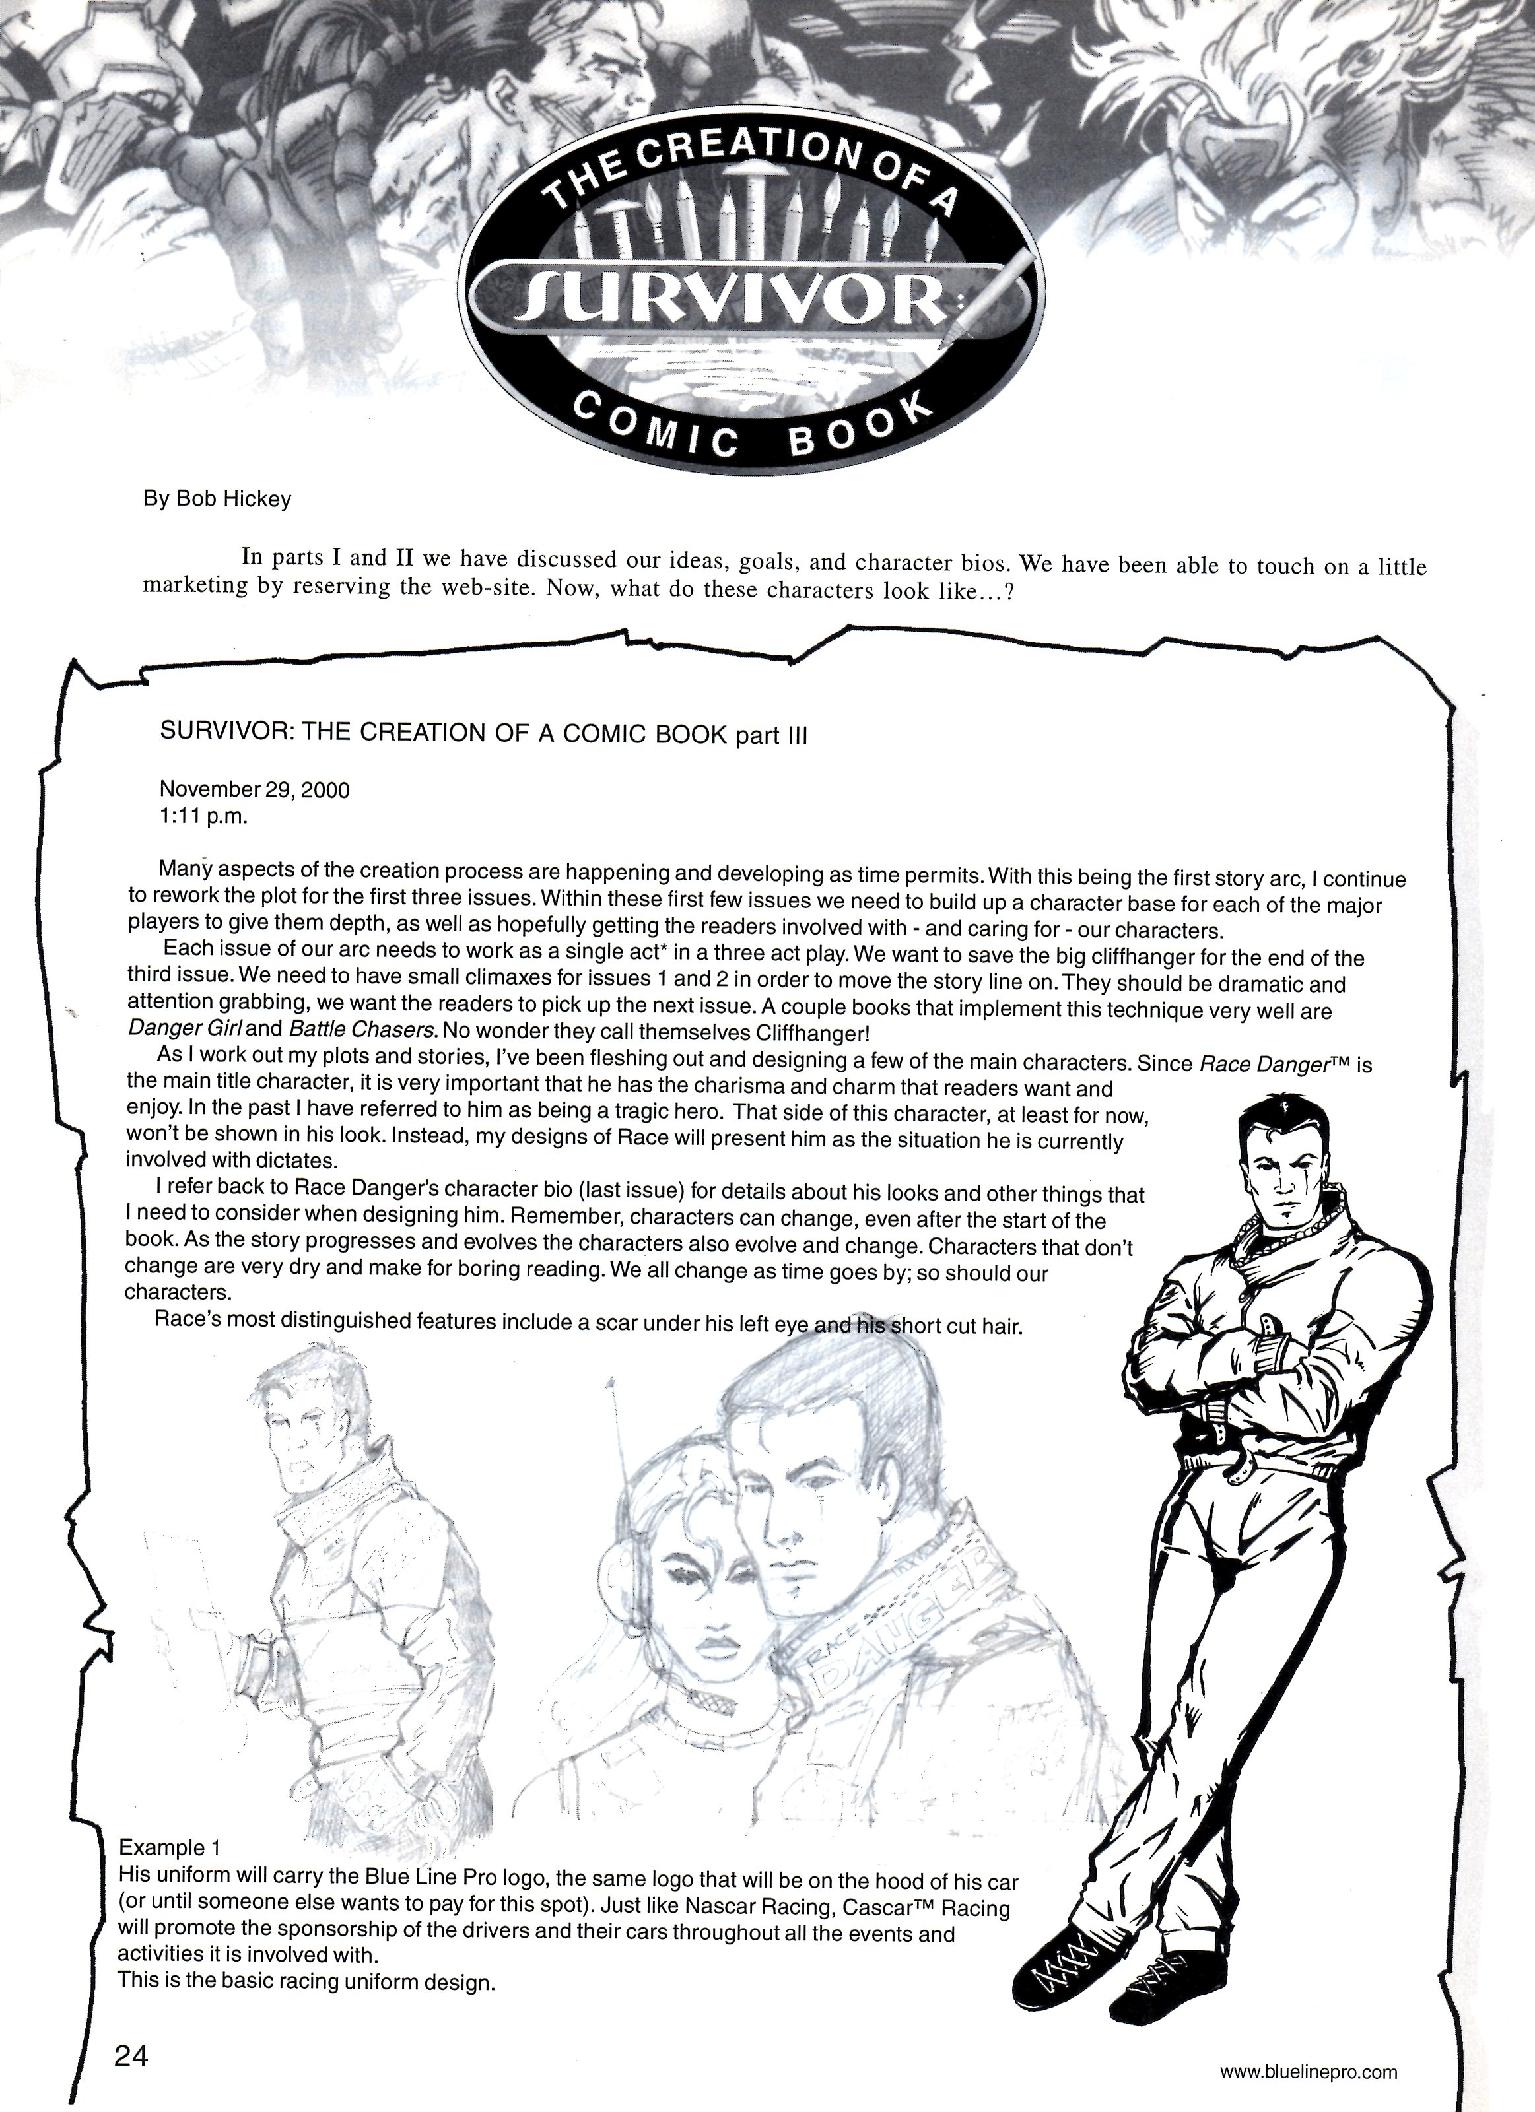 THE CREATION OF A
SURVIVOR:
COMIC BOOK
By Bob Hickey
In parts I and II we have discussed our ideas, goals, and character bios. We have been able to touch on a little
marketing by reserving the web-site. Now, what do these characters look like...?
SURVIVOR: THE CREATION OF A COMIC BOOK part III
November 29, 2000
1:11 p.m.
Many aspects of the creation process are happening and developing as time permits. With this being the first story arc, I continue
to rework the plot for the first three issues. Within these first few issues we need to build up a character base for each of the major
players to give them depth, as well as hopefully getting the readers involved with - and caring for - our characters.
Each issue of our arc needs to work as a single act* in a three act play. We want to save the big cliffhanger for the end of the
third issue. We need to have small climaxes for issues 1 and 2 in order to move the story line on. They should be dramatic and
attention grabbing, we want the readers to pick up the next issue. A couple books that implement this technique very well are
Danger Girl and Battle Chasers. No wonder they call themselves Cliffhanger!
As I work out my plots and stories, I've been fleshing out and designing a few of the main characters. Since Race Danger™ is
the main title character, it is very important that he has the charisma and charm that readers want and
enjoy. In the past I have referred to him as being a tragic hero. That side of this character, at least for now,
won't be shown in his look. Instead, my designs of Race will present him as the situation he is currently
involved with dictates.
I refer back to Race Danger's character bio (last issue) for details about his looks and other things that
I need to consider when designing him. Remember, characters can change, even after the start of the
book. As the story progresses and evolves the characters also evolve and change. Characters that don't
change are very dry and make for boring reading. We all change as time goes by; so should our
characters.
Race's most distinguished features include a scar under his left eye and his short cut hair.
RACE
DANGER
Example 1
His uniform will carry the Blue Line Pro logo, the same logo that will be on the hood of his car
(or until someone else wants to pay for this spot). Just like Nascar Racing, Cascar™ Racing
will promote the sponsorship of the drivers and their cars throughout all the events and
activities it is involved with.
This is the basic racing uniform design.
24
www.bluelinepro.com